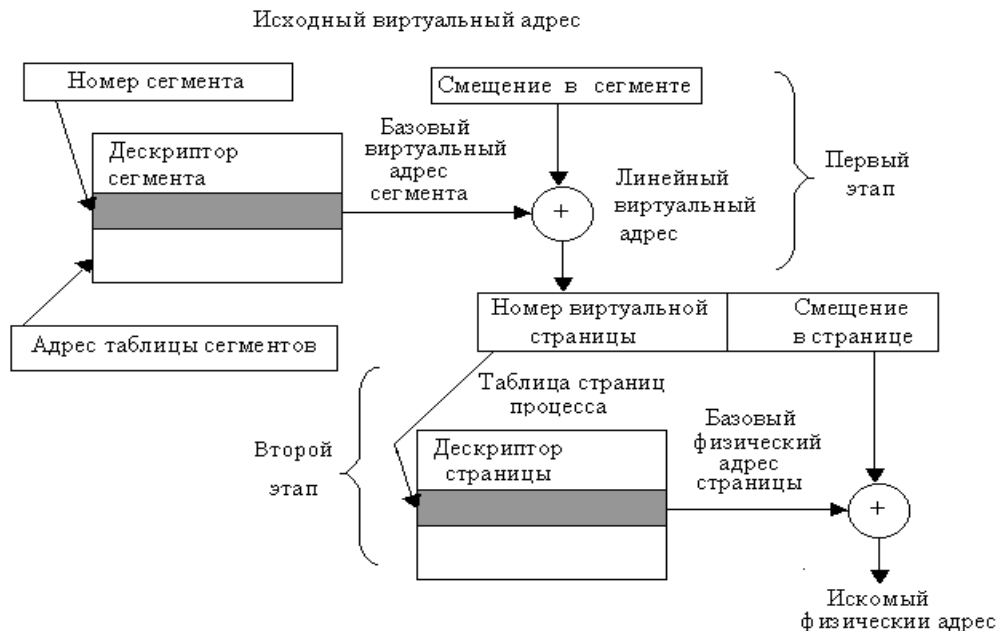 Исходный виртуальный адрес
Номер сегмента
Смещение в сегменте
Дескриптор
сегмента
Базовый
виртуальный
адрес
сегмента
Линейный
виртуальный
адрес
Первый
этап
+
Адрес таблицы сегментов
Номер виртуальной
страницы
Смещение
в странице
Таблица страниц
процесса
Второй
этап
Дескриптор
страницы
Базовый
физический
адрес
страницы
+
Искомый
физический адрес